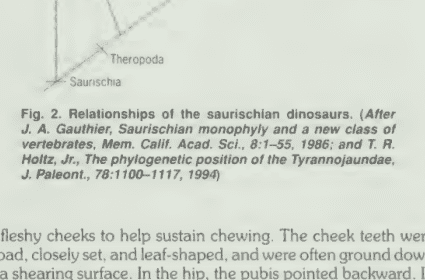 Theropoda
Saurischia
Fig. 2. Relationships of the saurischian dinosaurs. (After
J. A. Gauthier, Saurischian monophyly and a new class of
vertebrates, Mem. Calif. Acad. Sci., 8:1–55, 1986; and T. R.
Holtz, Jr., The phylogenetic position of the Tyrannojaundae,
J. Paleont., 78:1100–1117, 1994)
fleshy cheeks to help sustain chewing. The cheek teeth wer
oad, closely set, and leaf-shaped, and were often ground dow
a shearing surface. In the hip, the pubis pointed backward. I